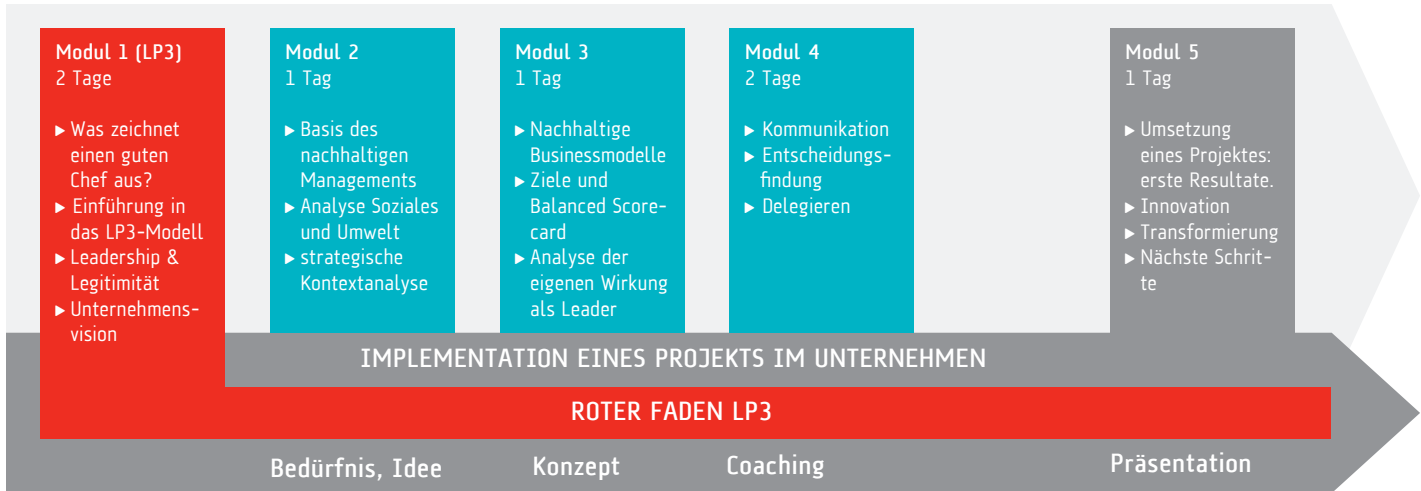 Modul 1 (LP3)
2 Tage
▶ Was zeichnet
einen guten
Chef aus?
▶ Einführung in
das LP3-Modell
▶ Leadership &
Legitimität
▶ Unternehmens-
vision
Modul 2
1 Tag
▶ Basis des
nachhaltigen
Managements
▶ Analyse Soziales
und Umwelt
▶ strategische
Kontextanalyse
Modul 3
1 Tag
▶ Nachhaltige
Businessmodelle
▶ Ziele und
Balanced Score-
card
▶ Analyse der
eigenen Wirkung
als Leader
Modul 4
2 Tage
▶ Kommunikation
▶ Entscheidungs-
findung
▶ Delegieren
Modul 5
1 Tag
▶ Umsetzung
eines Projektes:
erste Resultate.
▶ Innovation
▶ Transformierung
▶ Nächste Schrit-
te
IMPLEMENTATION EINES PROJEKTS IM UNTERNEHMEN
ROTER FADEN LP3
Bedürfnis, Idee
Konzept
Coaching
Präsentation